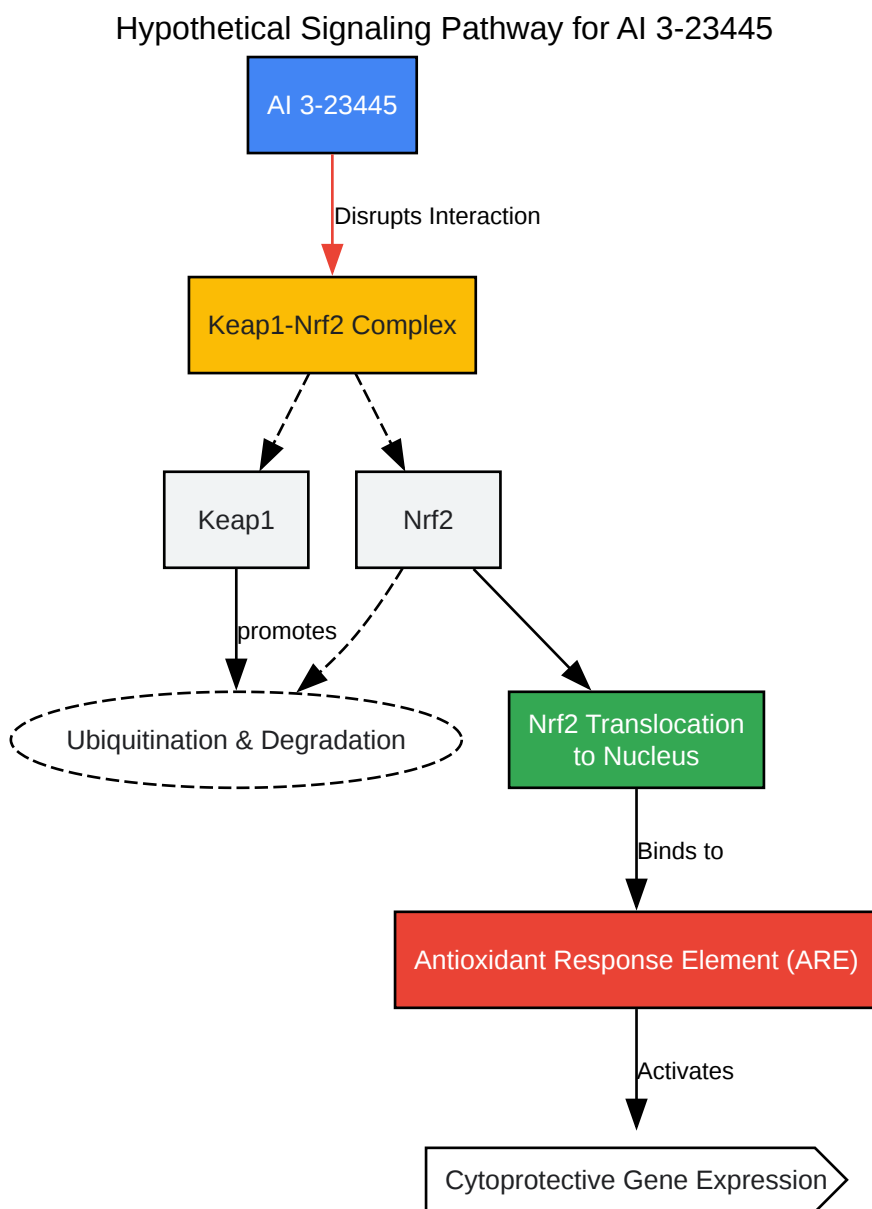 Hypothetical Signaling Pathway for AI 3-23445
AI 3-23445
Disrupts Interaction
Keap1-Nrf2 Complex
Keap1
Nrf2
promotes
Ubiquitination & Degradation
Nrf2 Translocation
to Nucleus
Binds to
Antioxidant Response Element (ARE)
Activates
Cytoprotective Gene Expression